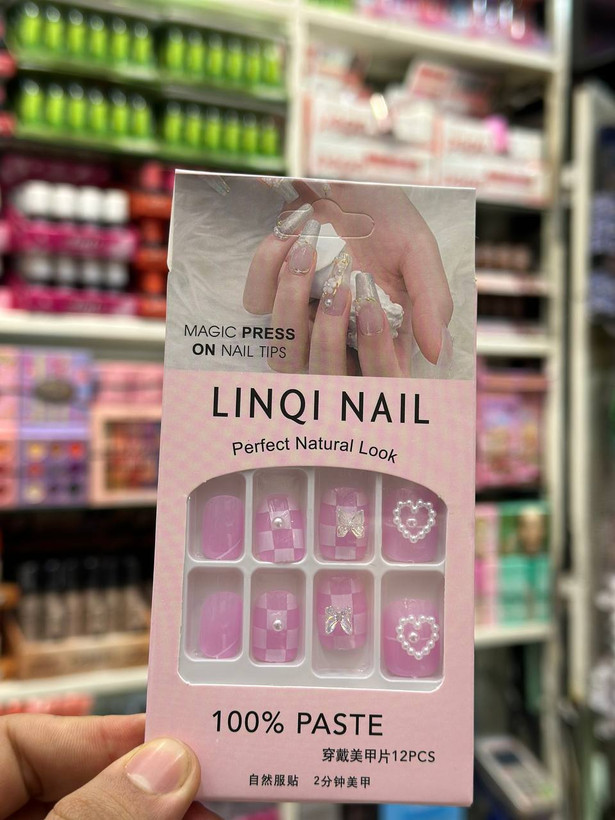 MAGIC PRESS
ON NAIL TIPS
LINQI NAIL
Perfect Natural Look
100% PASTE
穿戴美甲片12PCS
自然服贴 2分钟美甲